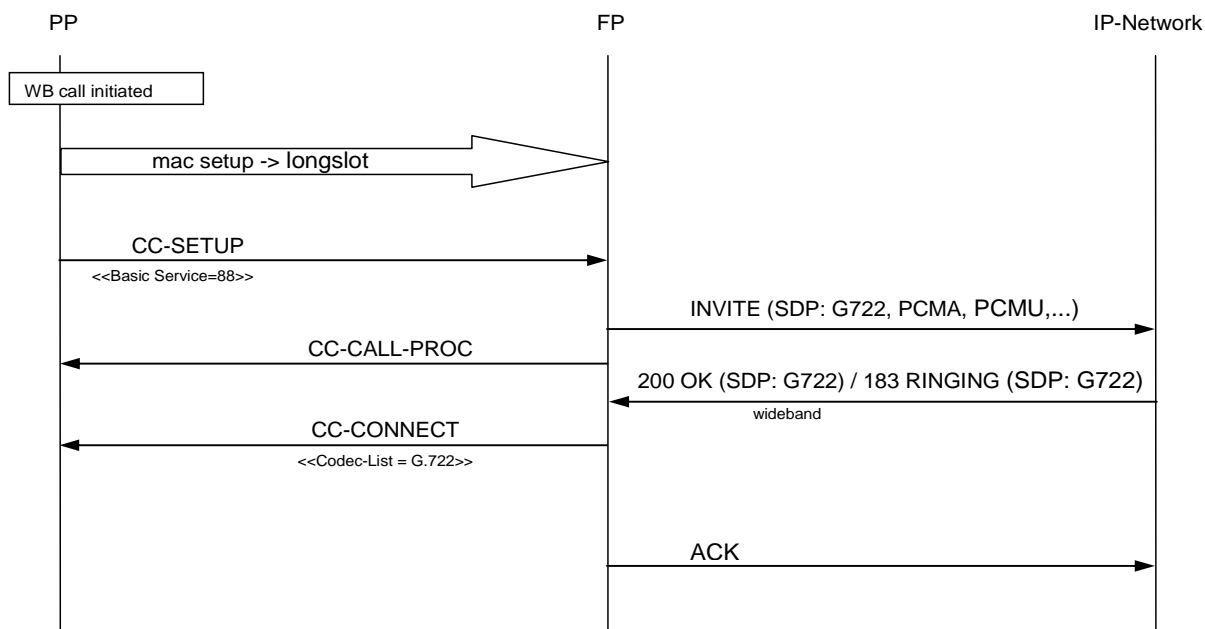 PP FP IP-Network
WB call initiated
mac setup -> longslot
CC-SETUP
<<Basic Service=88>>
INVITE (SDP: G722, PCMA, PCMU,...)
CC-CALL-PROC
200 OK (SDP: G722) / 183 RINGING (SDP: G722)
wideband
CC-CONNECT
<<Codec-List = G.722>>
ACK